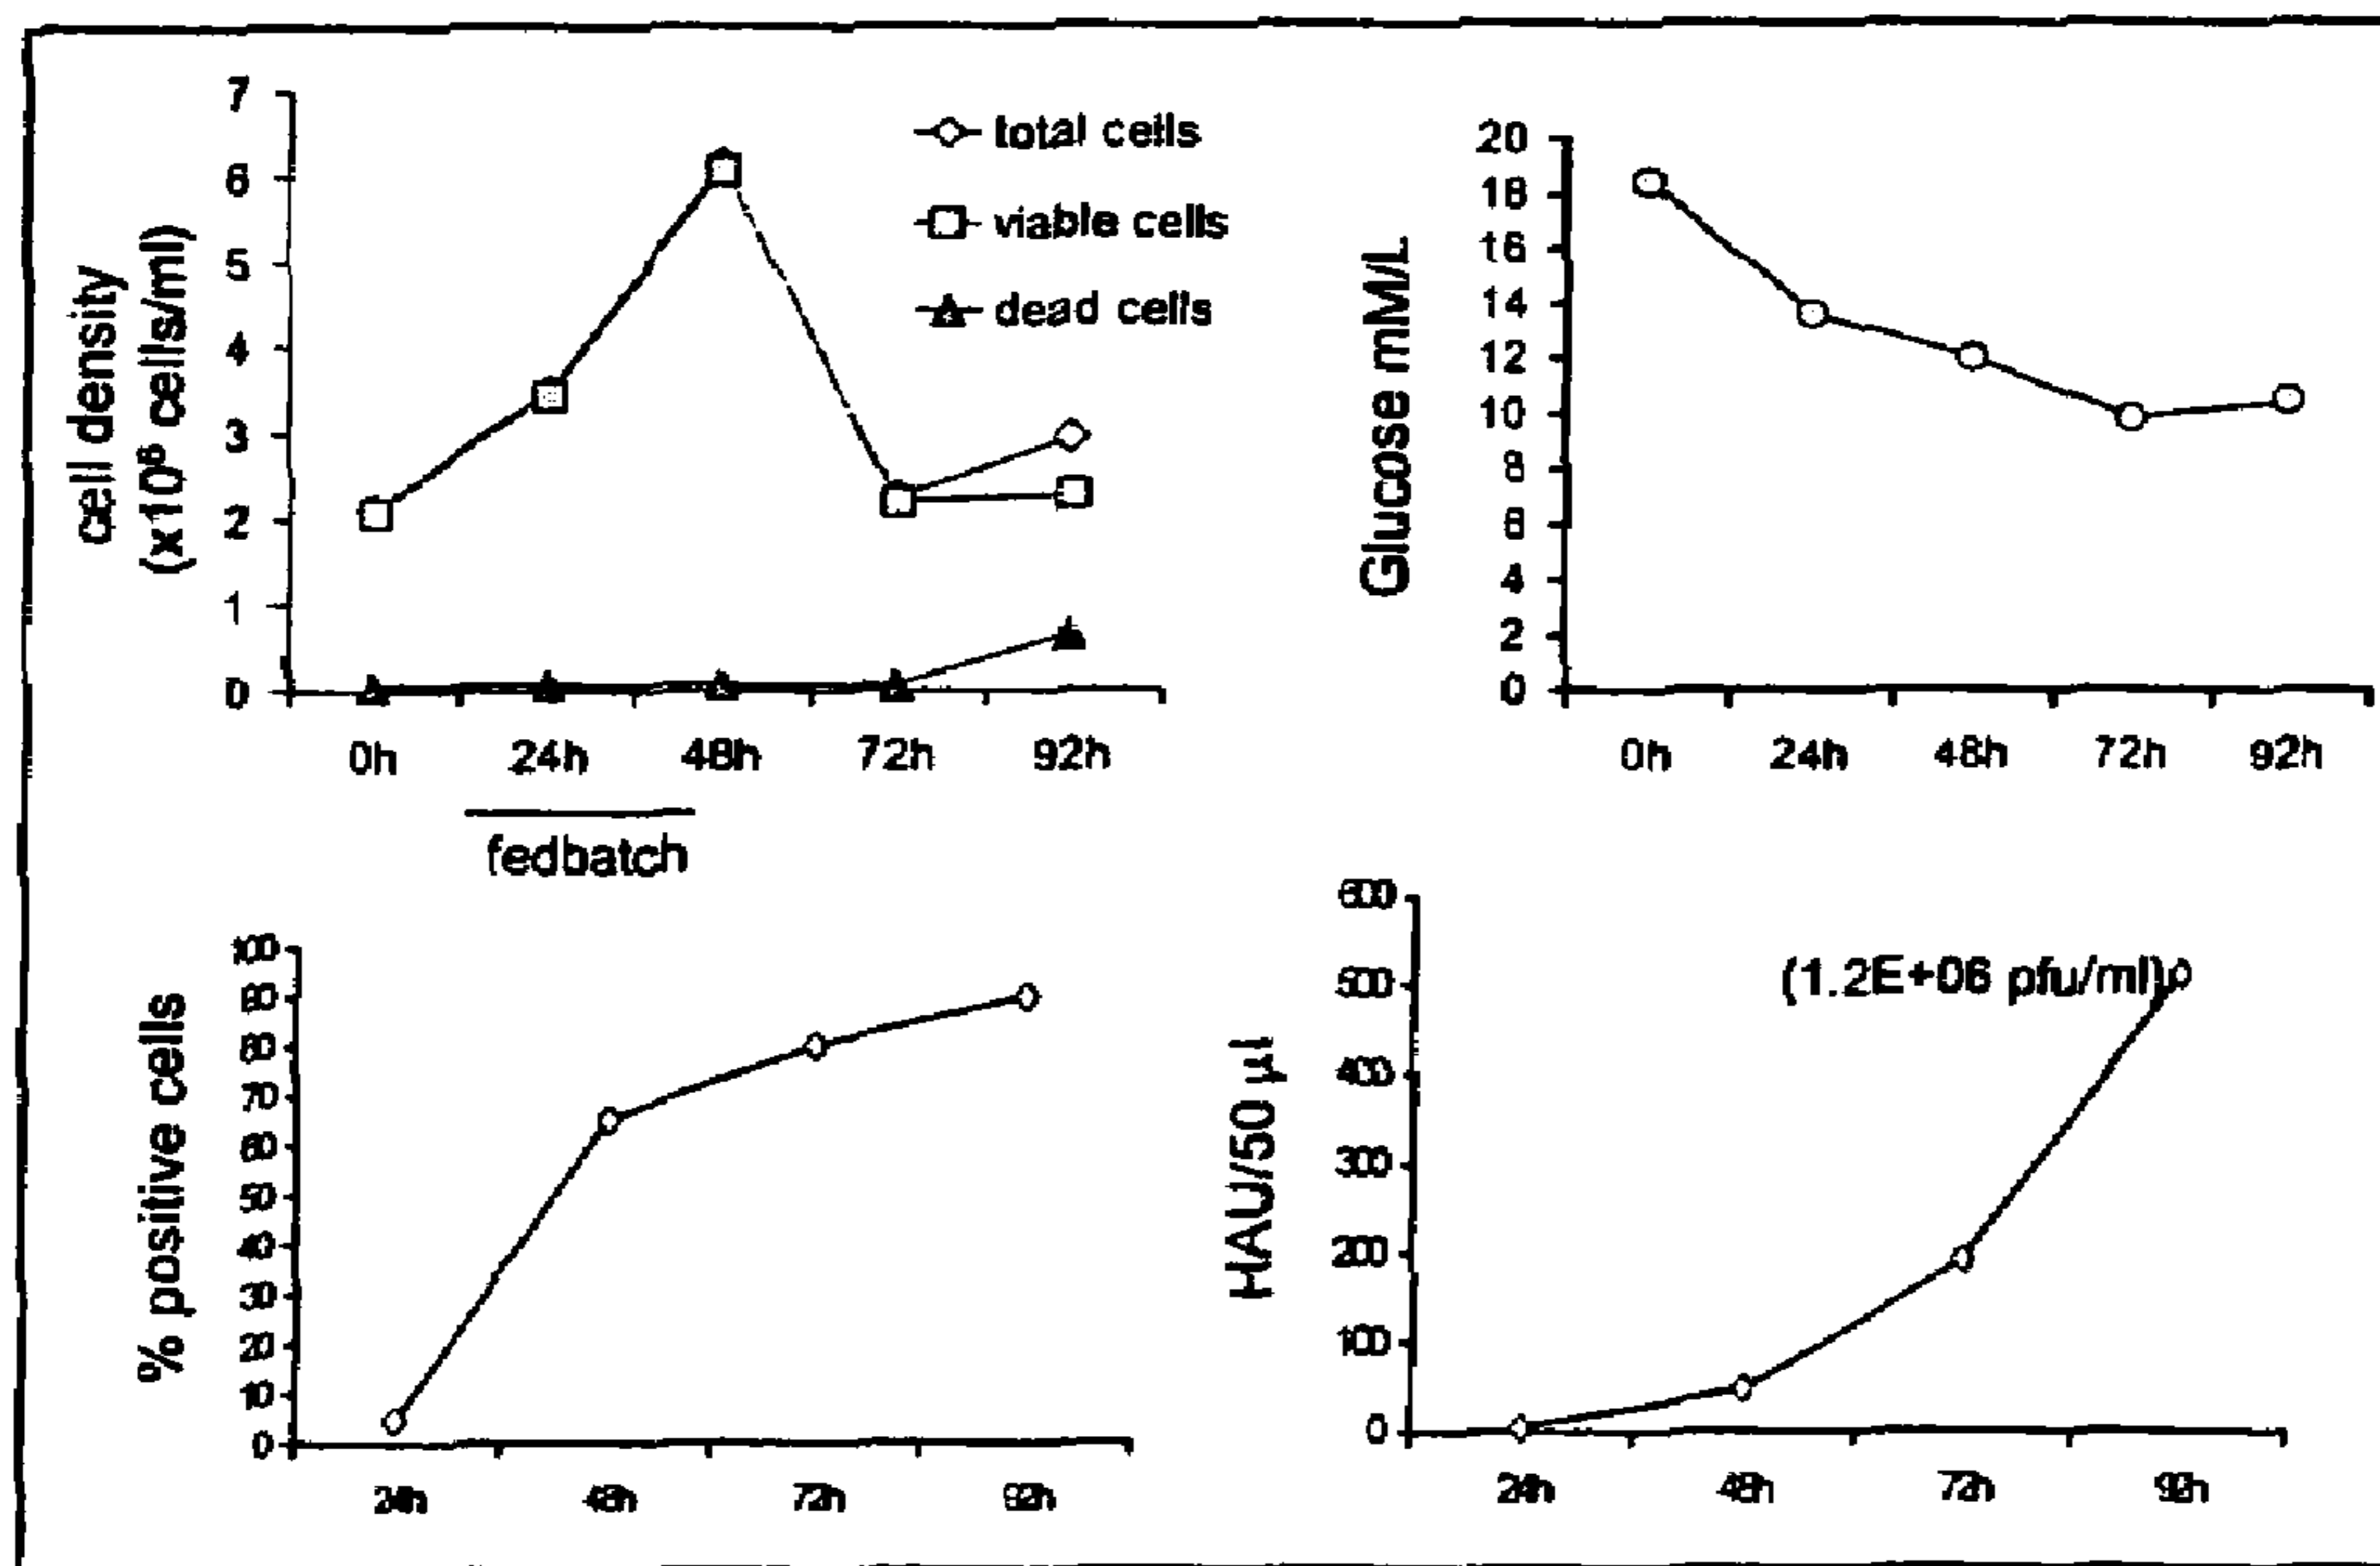 7
6
5
4
3
2
1
0
cell density
(x10⁶ cells/ml)
total cells
viable cells
dead cells
0h 24h 48h 72h 92h
fedbatch
20
18
16
14
12
10
8
6
4
2
0
Glucose mM/L
0h 24h 48h 72h 92h
100
90
80
70
60
50
40
30
20
10
0
% positive cells
24h 48h 72h 92h
600
500
400
300
200
100
0
HAU/50 µl
(1.2E+06 pfu/ml)
24h 48h 72h 92h